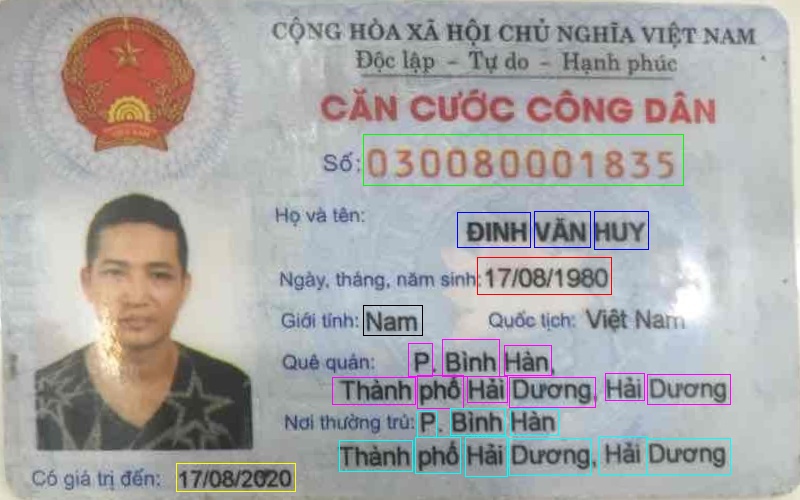 CỘNG HÒA XÃ HỘI CHỦ NGHĨA VIỆT NAM
Độc lập - Tự do - Hạnh phúc
CĂN CƯỚC CÔNG DÂN
Số: 030080001835
Họ và tên: ĐINH VĂN HUY
Ngày, tháng, năm sinh: 17/08/1980
Giới tính: Nam Quốc tịch: Việt Nam
Quê quán: P. Bình Hàn,
Thành phố Hải Dương, Hải Dương
Nơi thường trú: P. Bình Hàn
Thành phố Hải Dương, Hải Dương
Có giá trị đến: 17/08/2020